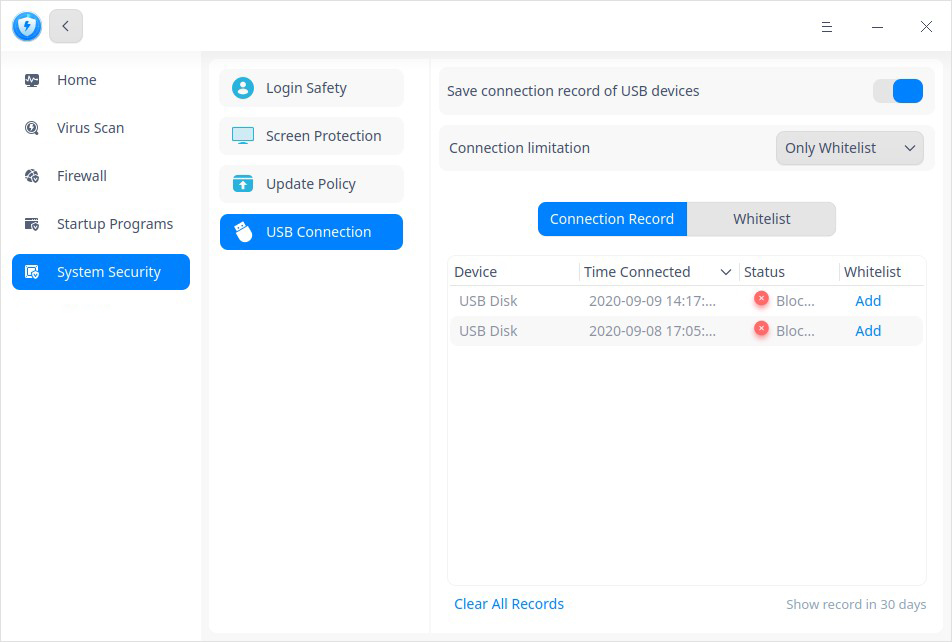 Home
Virus Scan
Firewall
Startup Programs
System Security
Login Safety
Screen Protection
Update Policy
USB Connection
Save connection record of USB devices
Connection limitation
Only Whitelist
Connection Record
Whitelist
Device Time Connected Status Whitelist
USB Disk 2020-09-09 14:17:... Bloc... Add
USB Disk 2020-09-08 17:05:... Bloc... Add
Clear All Records
Show record in 30 days